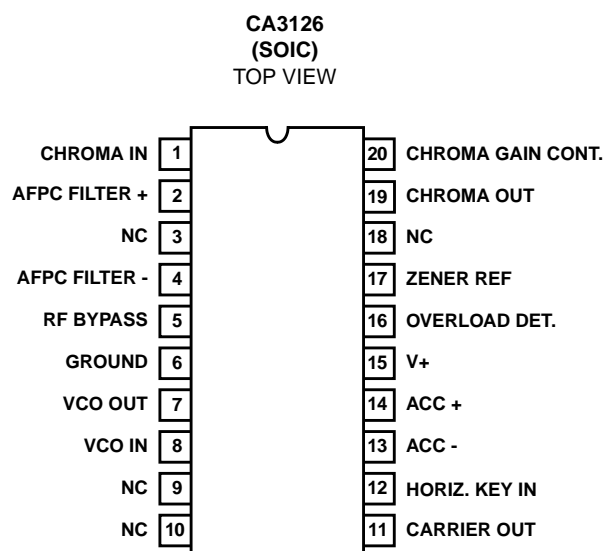 CA3126
(SOIC)
TOP VIEW
CHROMA IN 1 20 CHROMA GAIN CONT.
AFPC FILTER + 2 19 CHROMA OUT
NC 3 18 NC
AFPC FILTER - 4 17 ZENER REF
RF BYPASS 5 16 OVERLOAD DET.
GROUND 6 15 V+
VCO OUT 7 14 ACC +
VCO IN 8 13 ACC -
NC 9 12 HORIZ. KEY IN
NC 10 11 CARRIER OUT